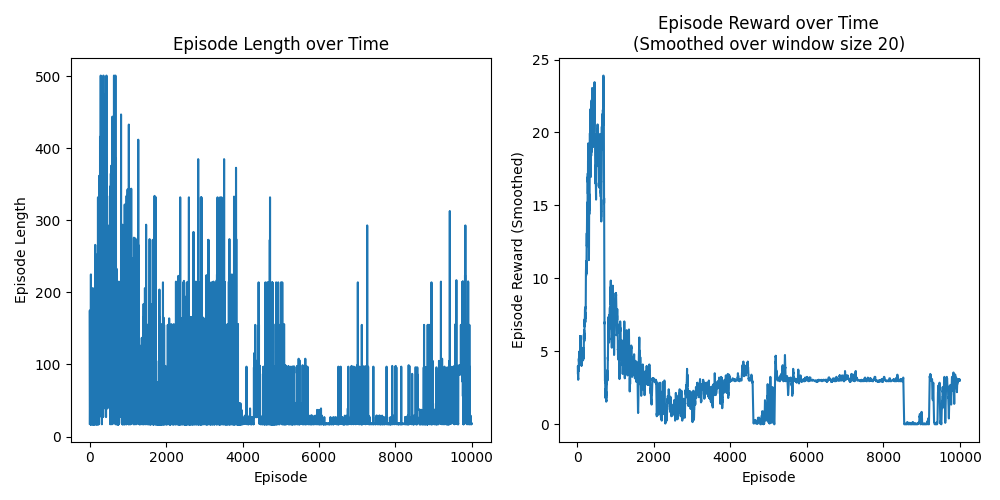 Episode Length over Time
Episode Length
500
400
300
200
100
0
0 2000 4000 6000 8000 10000
Episode
Episode Reward over Time
(Smoothed over window size 20)
Episode Reward (Smoothed)
25
20
15
10
5
0
0 2000 4000 6000 8000 10000
Episode